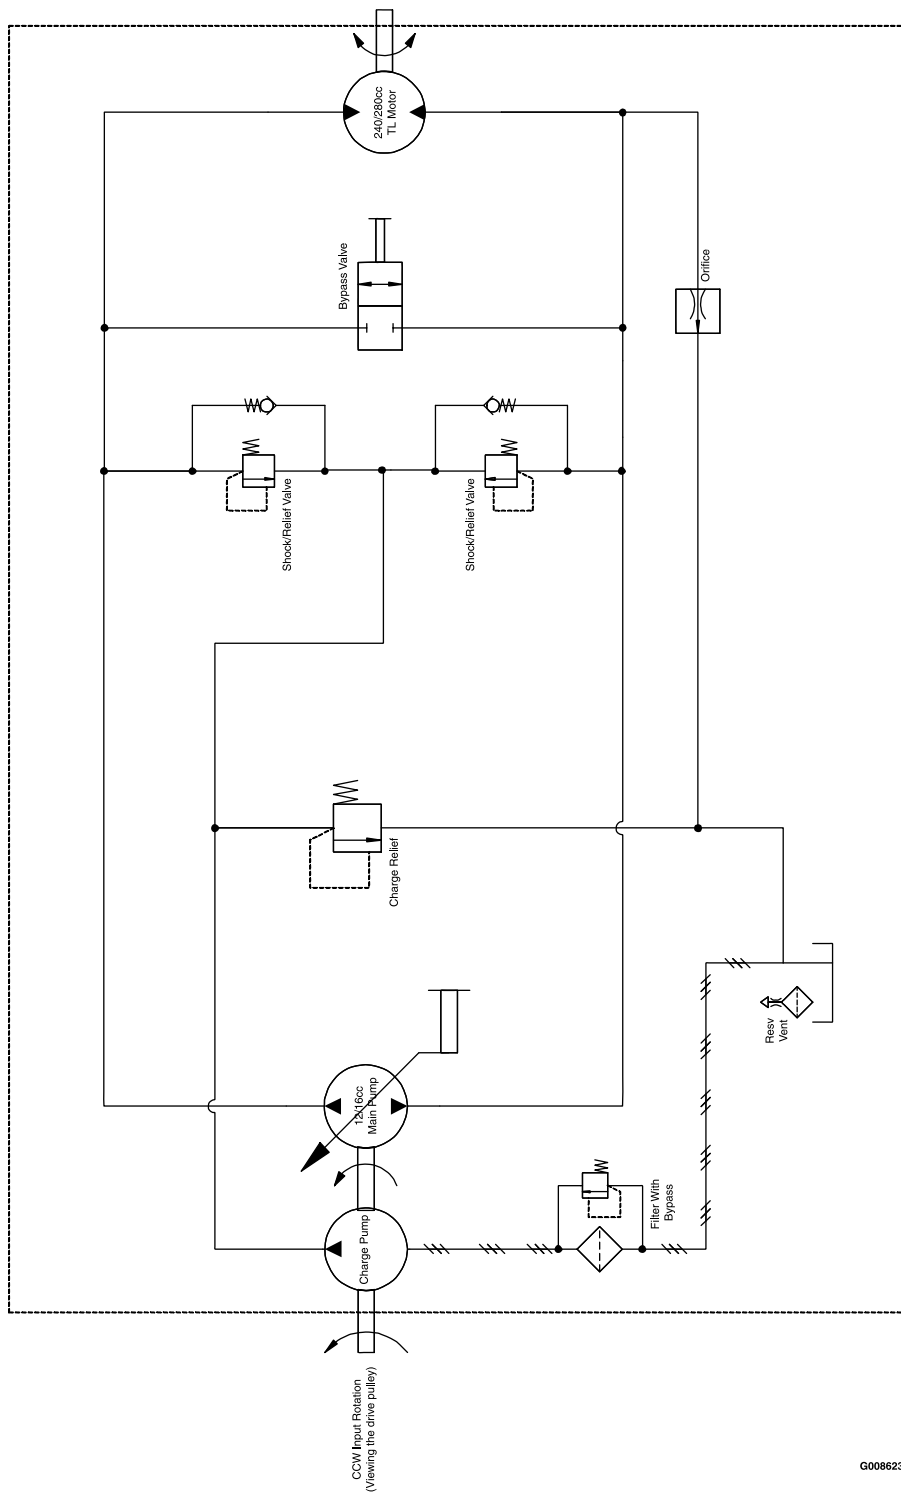 240/280cc
TL Motor
Bypass Valve
Orifice
Shock/Relief Valve
Shock/Relief Valve
Charge Relief
Resv
Vent
12/16cc
Main Pump
Filter With
Bypass
Charge Pump
CCW Input Rotation
(Viewing the drive pulley)
G008623